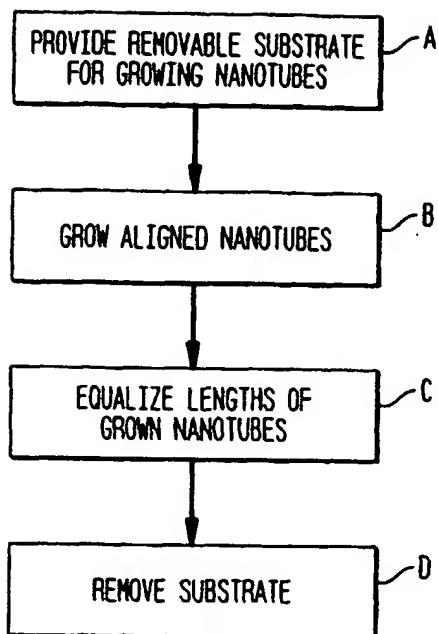 PROVIDE REMOVABLE SUBSTRATE
FOR GROWING NANOTUBES
A
GROW ALIGNED NANOTUBES
B
EQUALIZE LENGTHS OF
GROWN NANOTUBES
C
REMOVE SUBSTRATE
D